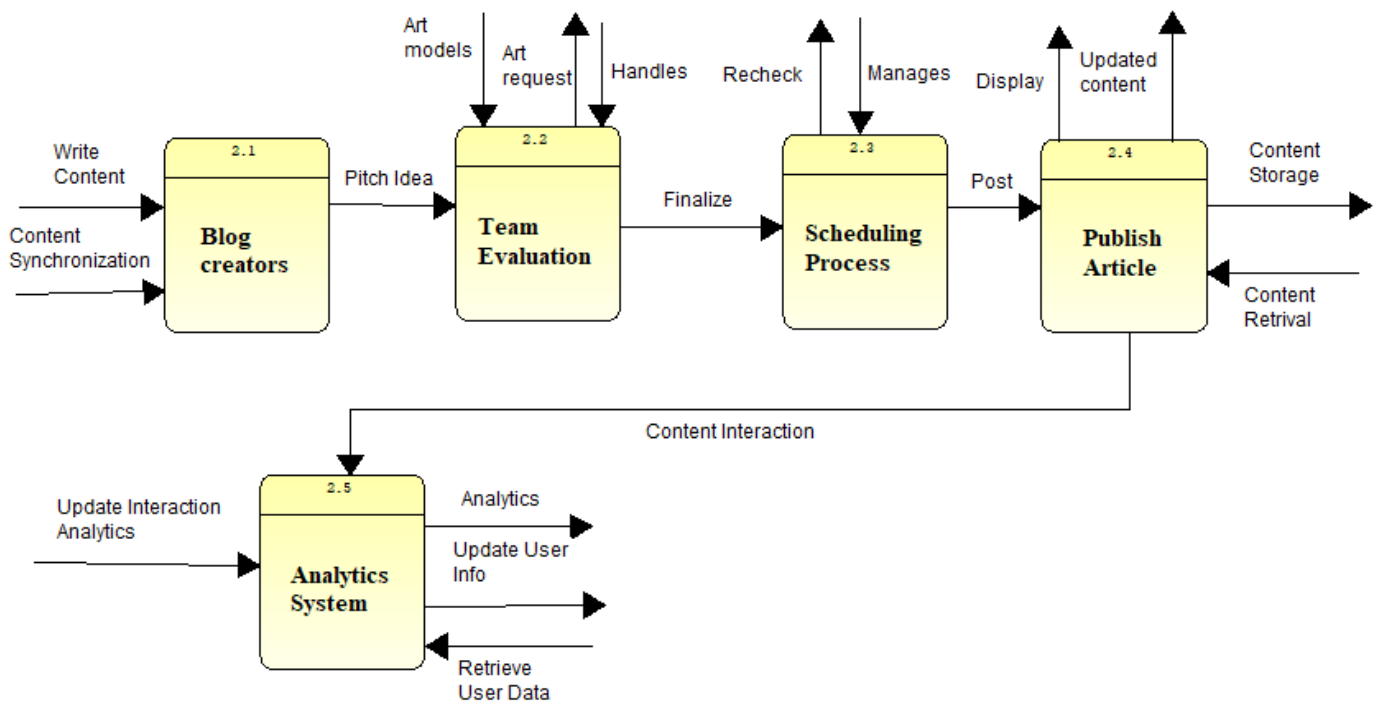 Art
models
Art
request
Handles
Recheck
Manages
Display
Updated
content
Write
Content
Content
Synchronization
2.1
Blog
creators
Pitch Idea
2.2
Team
Evaluation
Finalize
2.3
Scheduling
Process
Post
2.4
Publish
Article
Content
Storage
Content
Retrival
Content Interaction
Update Interaction
Analytics
2.5
Analytics
System
Analytics
Update User
Info
Retrieve
User Data